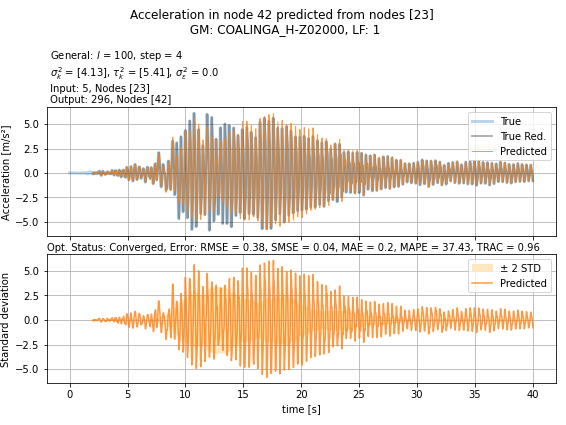 Acceleration in node 42 predicted from nodes [23]
GM: COALINGA_H-Z02000, LF: 1
General: l = 100, step = 4
σ²ₖ = [4.13], τ²ₖ = [5.41], σ²ε = 0.0
Input: 5, Nodes [23]
Output: 296, Nodes [42]
Acceleration [m/s²]
5.0
2.5
0.0
−2.5
−5.0
True
True Red.
Predicted
Opt. Status: Converged, Error: RMSE = 0.38, SMSE = 0.04, MAE = 0.2, MAPE = 37.43, TRAC = 0.96
Standard deviation
5.0
2.5
0.0
−2.5
−5.0
± 2 STD
Predicted
0 5 10 15 20 25 30 35 40
time [s]